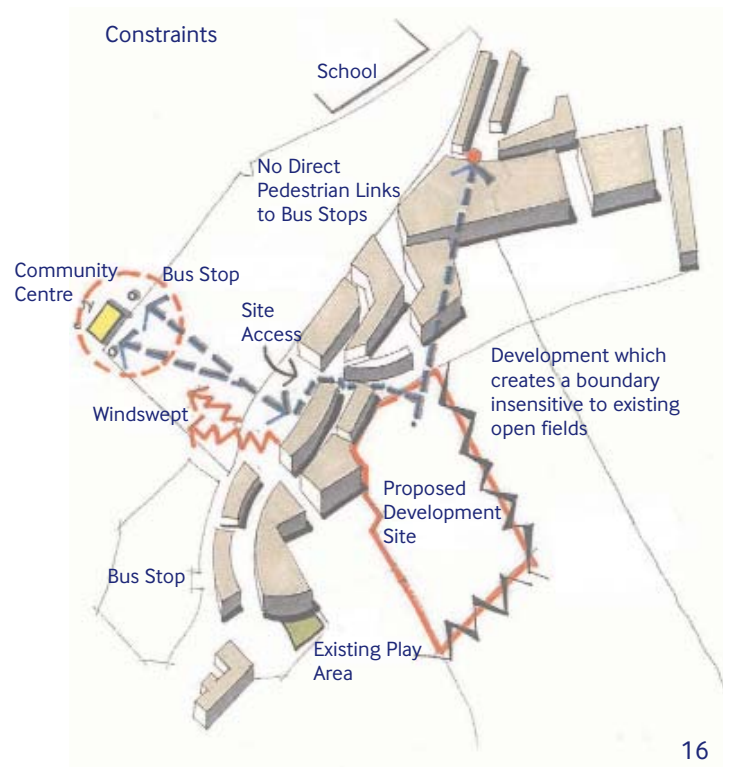 Constraints
School
No Direct
Pedestrian Links
to Bus Stops
Community
Centre
Bus Stop
Site
Access
Windswept
Development which
creates a boundary
insensitive to existing
open fields
Proposed
Development
Site
Bus Stop
Existing Play
Area
16